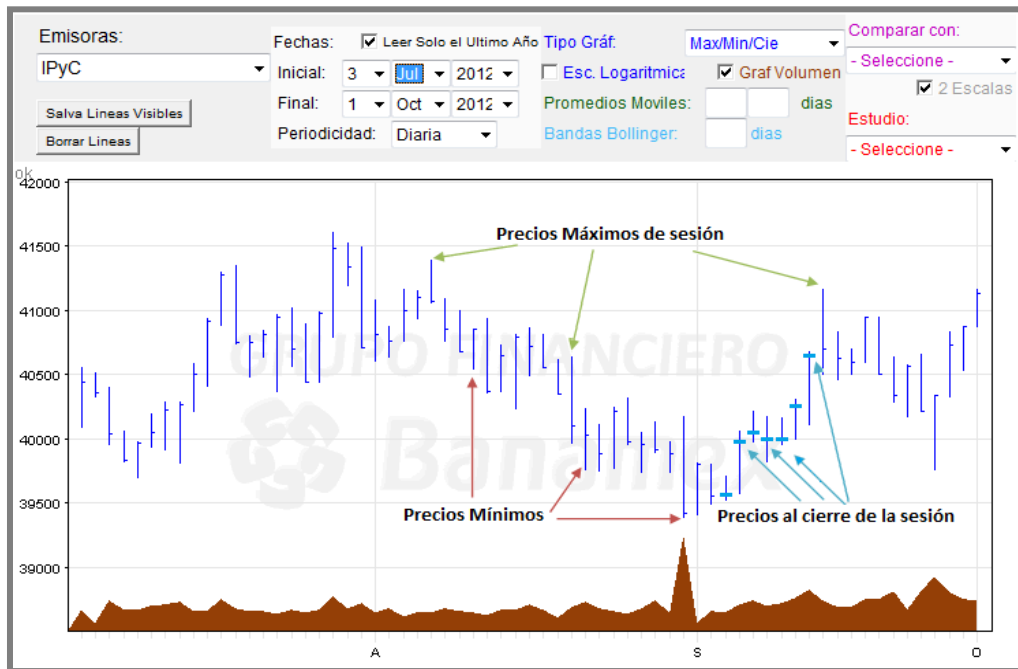 Emisoras:
IPyC
Salva Lineas Visibles
Borrar Lineas
Fechas: Leer Solo el Ultimo Año
Inicial: 3 Jul 2012
Final: 1 Oct 2012
Periodicidad: Diaria
Tipo Gráf: Max/Min/Cie
Esc. Logaritmica Graf Volumen
Promedios Moviles: dias
Bandas Bollinger: dias
Comparar con:
- Seleccione -
2 Escalas
Estudio:
- Seleccione -
ok
42000
41500
41000
40500
40000
39500
39000
Precios Máximos de sesión
GRUPO FINANCIERO
Banamex
Precios Mínimos
Precios al cierre de la sesión
A
S
O